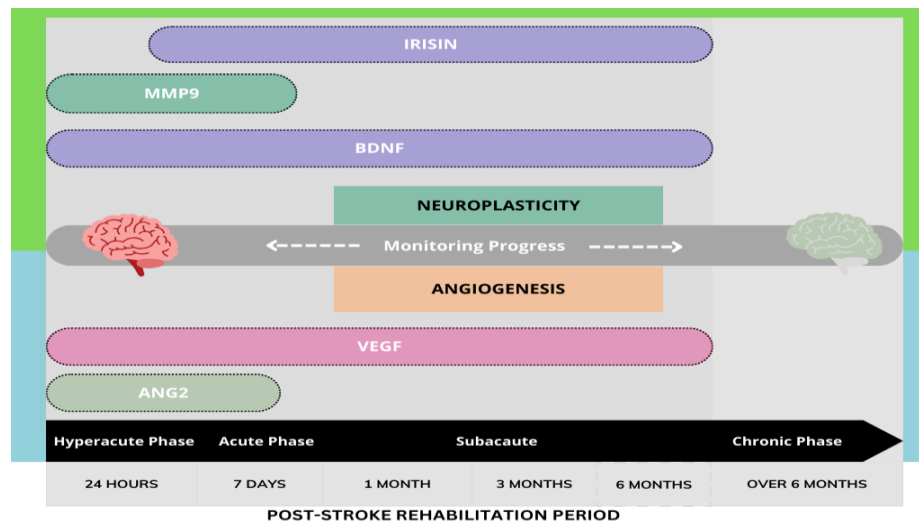 IRISIN
MMP9
BDNF
NEUROPLASTICITY
Monitoring Progress
ANGIOGENESIS
VEGF
ANG2
Hyperacute Phase Acute Phase Subacaute Chronic Phase
24 HOURS 7 DAYS 1 MONTH 3 MONTHS 6 MONTHS OVER 6 MONTHS
POST-STROKE REHABILITATION PERIOD